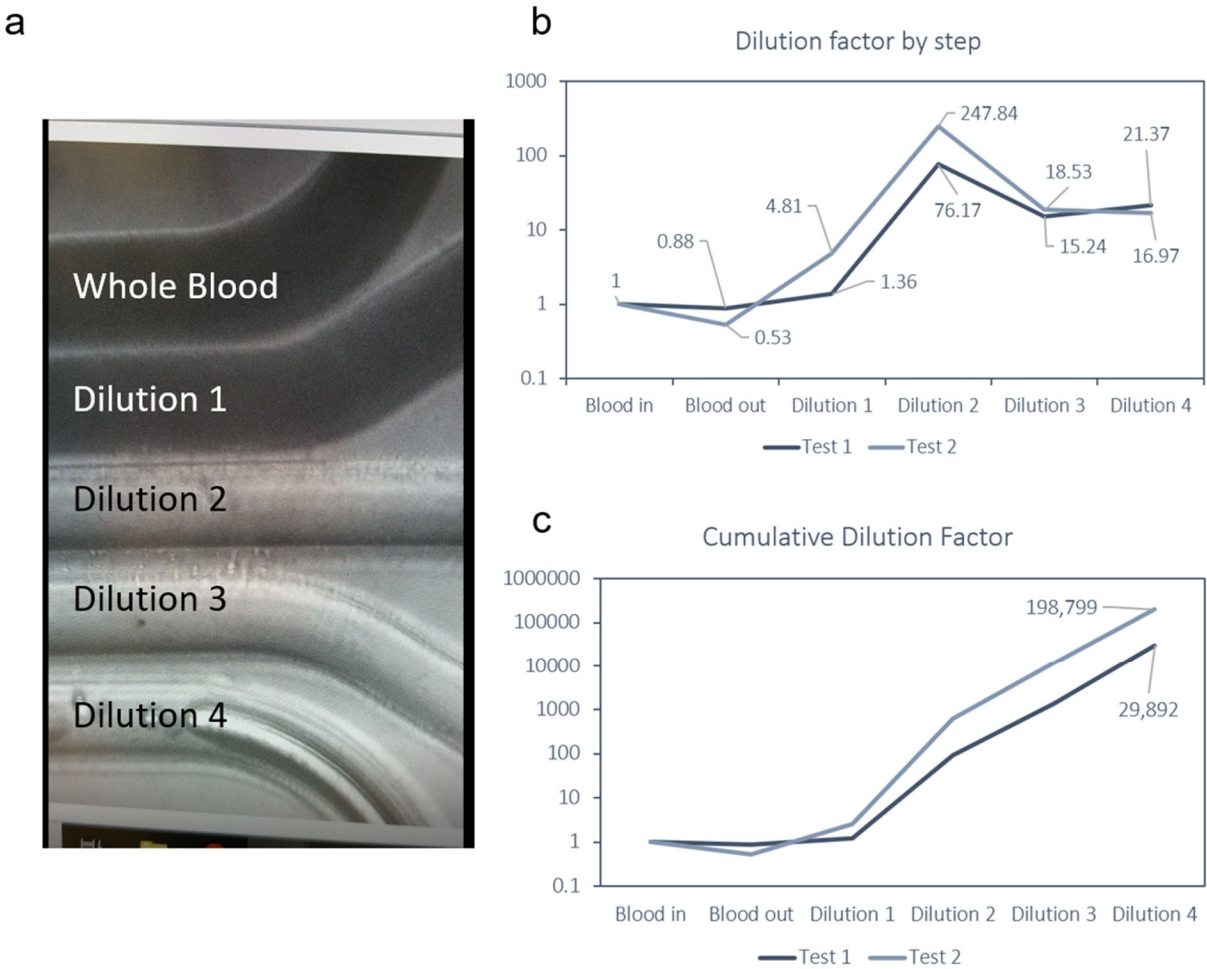 a
Whole Blood
Dilution 1
Dilution 2
Dilution 3
Dilution 4
b
Dilution factor by step
1000
100
10
1
0.1
1
0.88
0.53
4.81
1.36
247.84
76.17
18.53
15.24
21.37
16.97
Blood in Blood out Dilution 1 Dilution 2 Dilution 3 Dilution 4
Test 1 Test 2
c
Cumulative Dilution Factor
1000000
100000
10000
1000
100
10
1
0.1
198,799
29,892
Blood in Blood out Dilution 1 Dilution 2 Dilution 3 Dilution 4
Test 1 Test 2